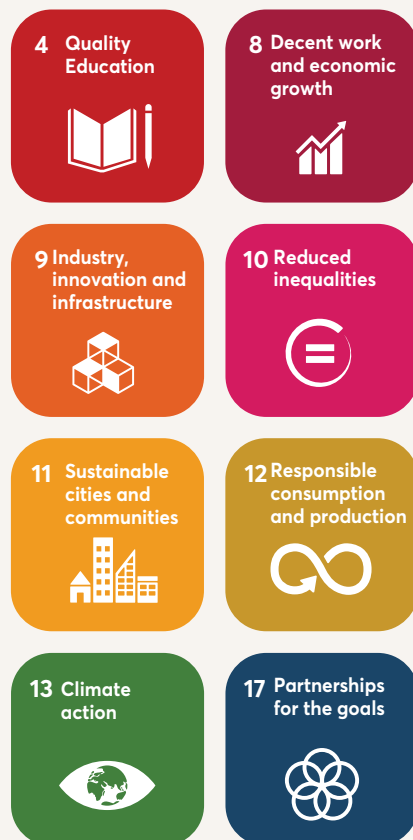 4 Quality
Education
8 Decent work
and economic
growth
9 Industry,
innovation and
infrastructure
10 Reduced
inequalities
11 Sustainable
cities and
communities
12 Responsible
consumption
and production
13 Climate
action
17 Partnerships
for the goals